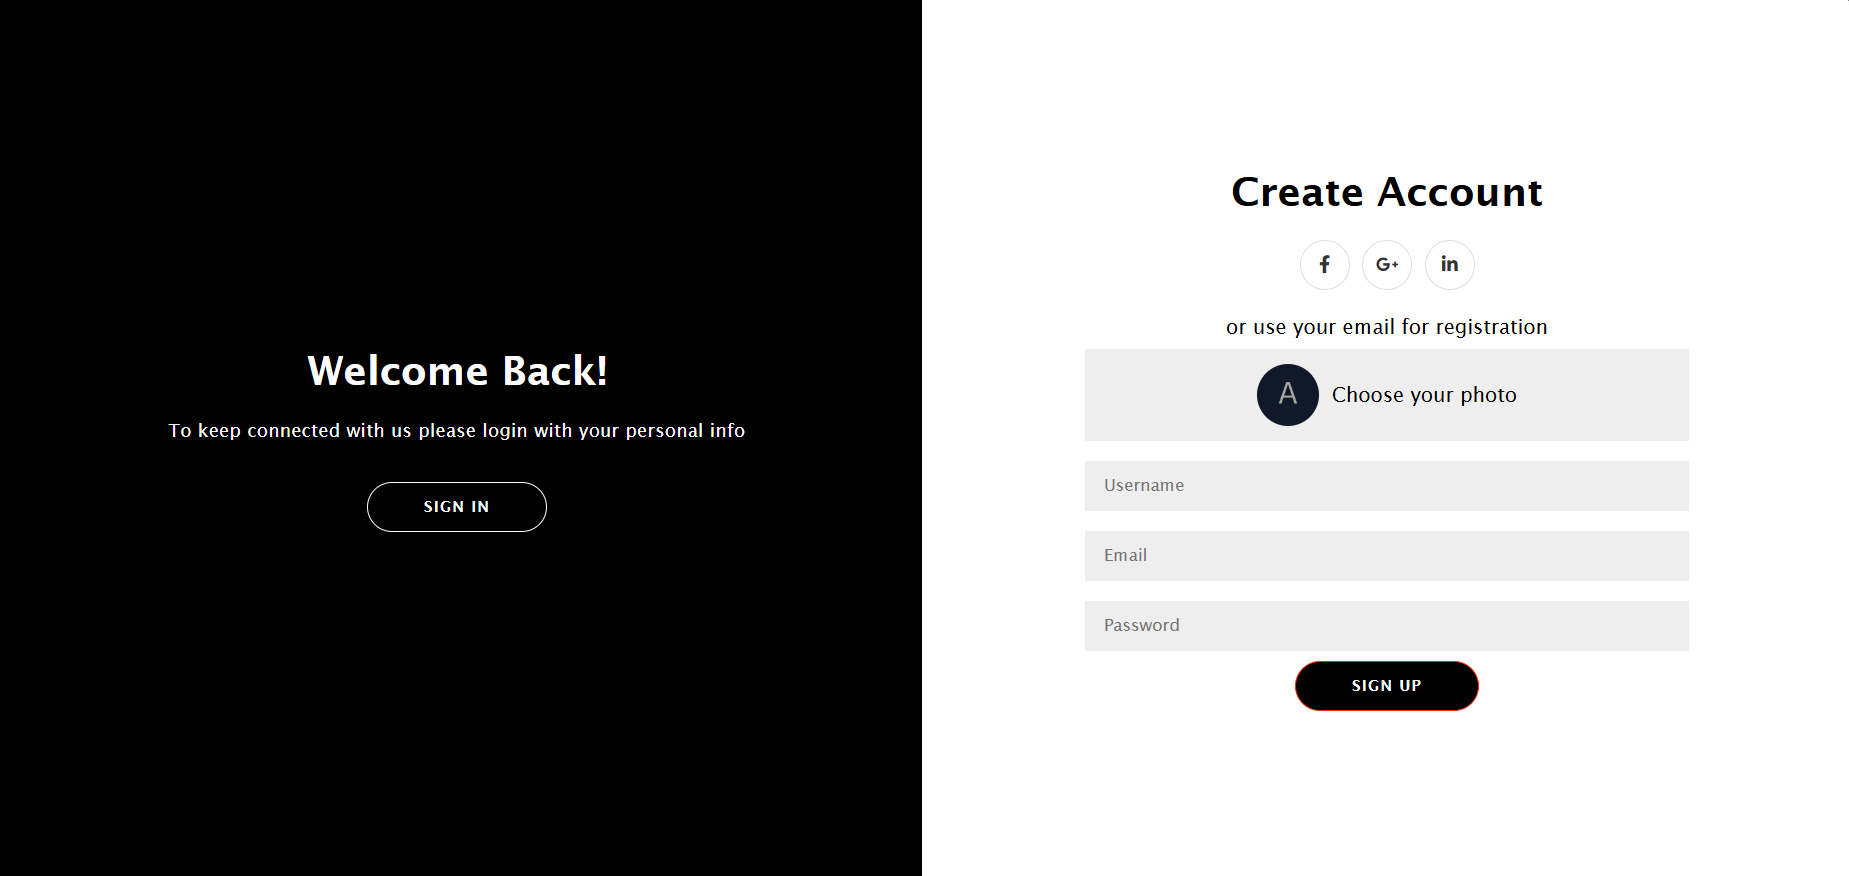 Welcome Back!
To keep connected with us please login with your personal info
SIGN IN
Create Account
f G+ in
or use your email for registration
A Choose your photo
Username
Email
Password
SIGN UP